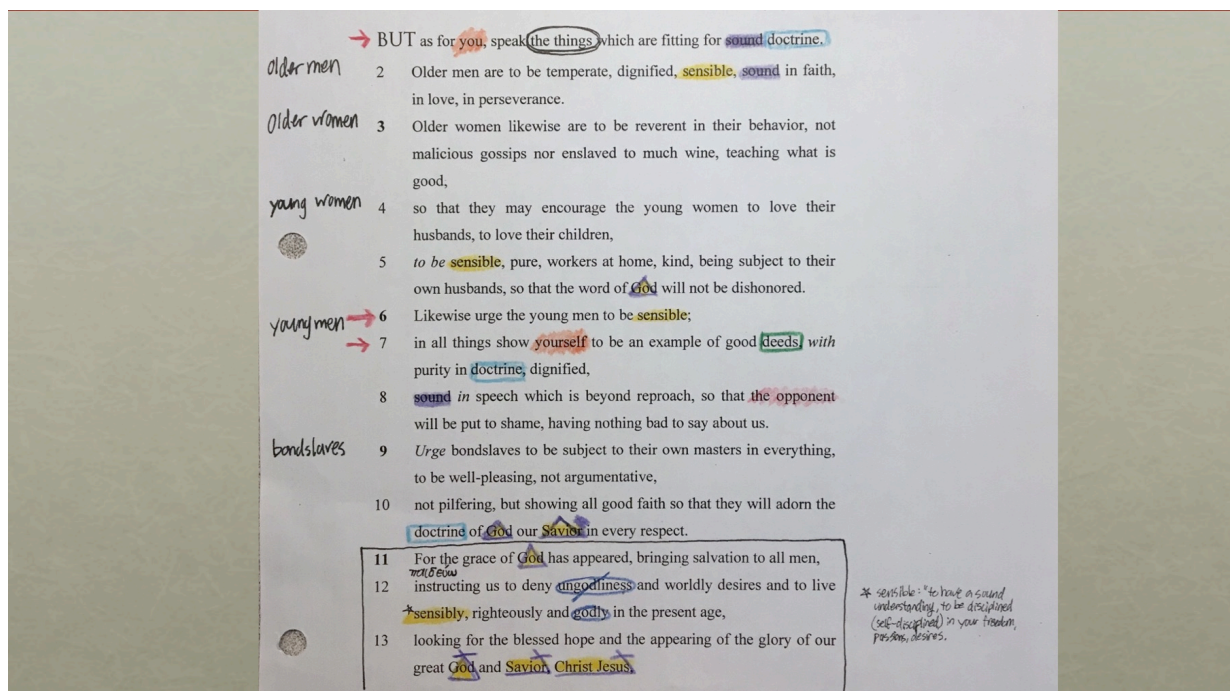 BUT as for you, speak the things which are fitting for sound doctrine.
older men
2 Older men are to be temperate, dignified, sensible, sound in faith,
in love, in perseverance.
older women
3 Older women likewise are to be reverent in their behavior, not
malicious gossips nor enslaved to much wine, teaching what is
good,
young women
4 so that they may encourage the young women to love their
husbands, to love their children,
5 to be sensible, pure, workers at home, kind, being subject to their
own husbands, so that the word of God will not be dishonored.
young men
6 Likewise urge the young men to be sensible;
7 in all things show yourself to be an example of good deeds, with
purity in doctrine, dignified,
8 sound in speech which is beyond reproach, so that the opponent
will be put to shame, having nothing bad to say about us.
bondslaves
9 Urge bondslaves to be subject to their own masters in everything,
to be well-pleasing, not argumentative,
10 not pilfering, but showing all good faith so that they will adorn the
doctrine of God our Savior in every respect.
11 For the grace of God has appeared, bringing salvation to all men,
παιδεύω
12 instructing us to deny ungodliness and worldly desires and to live
*sensibly, righteously and godly in the present age,
13 looking for the blessed hope and the appearing of the glory of our
great God and Savior, Christ Jesus,
* sensible: "to have a sound
understanding, to be disciplined
(self-disciplined) in your freedom,
passions, desires.